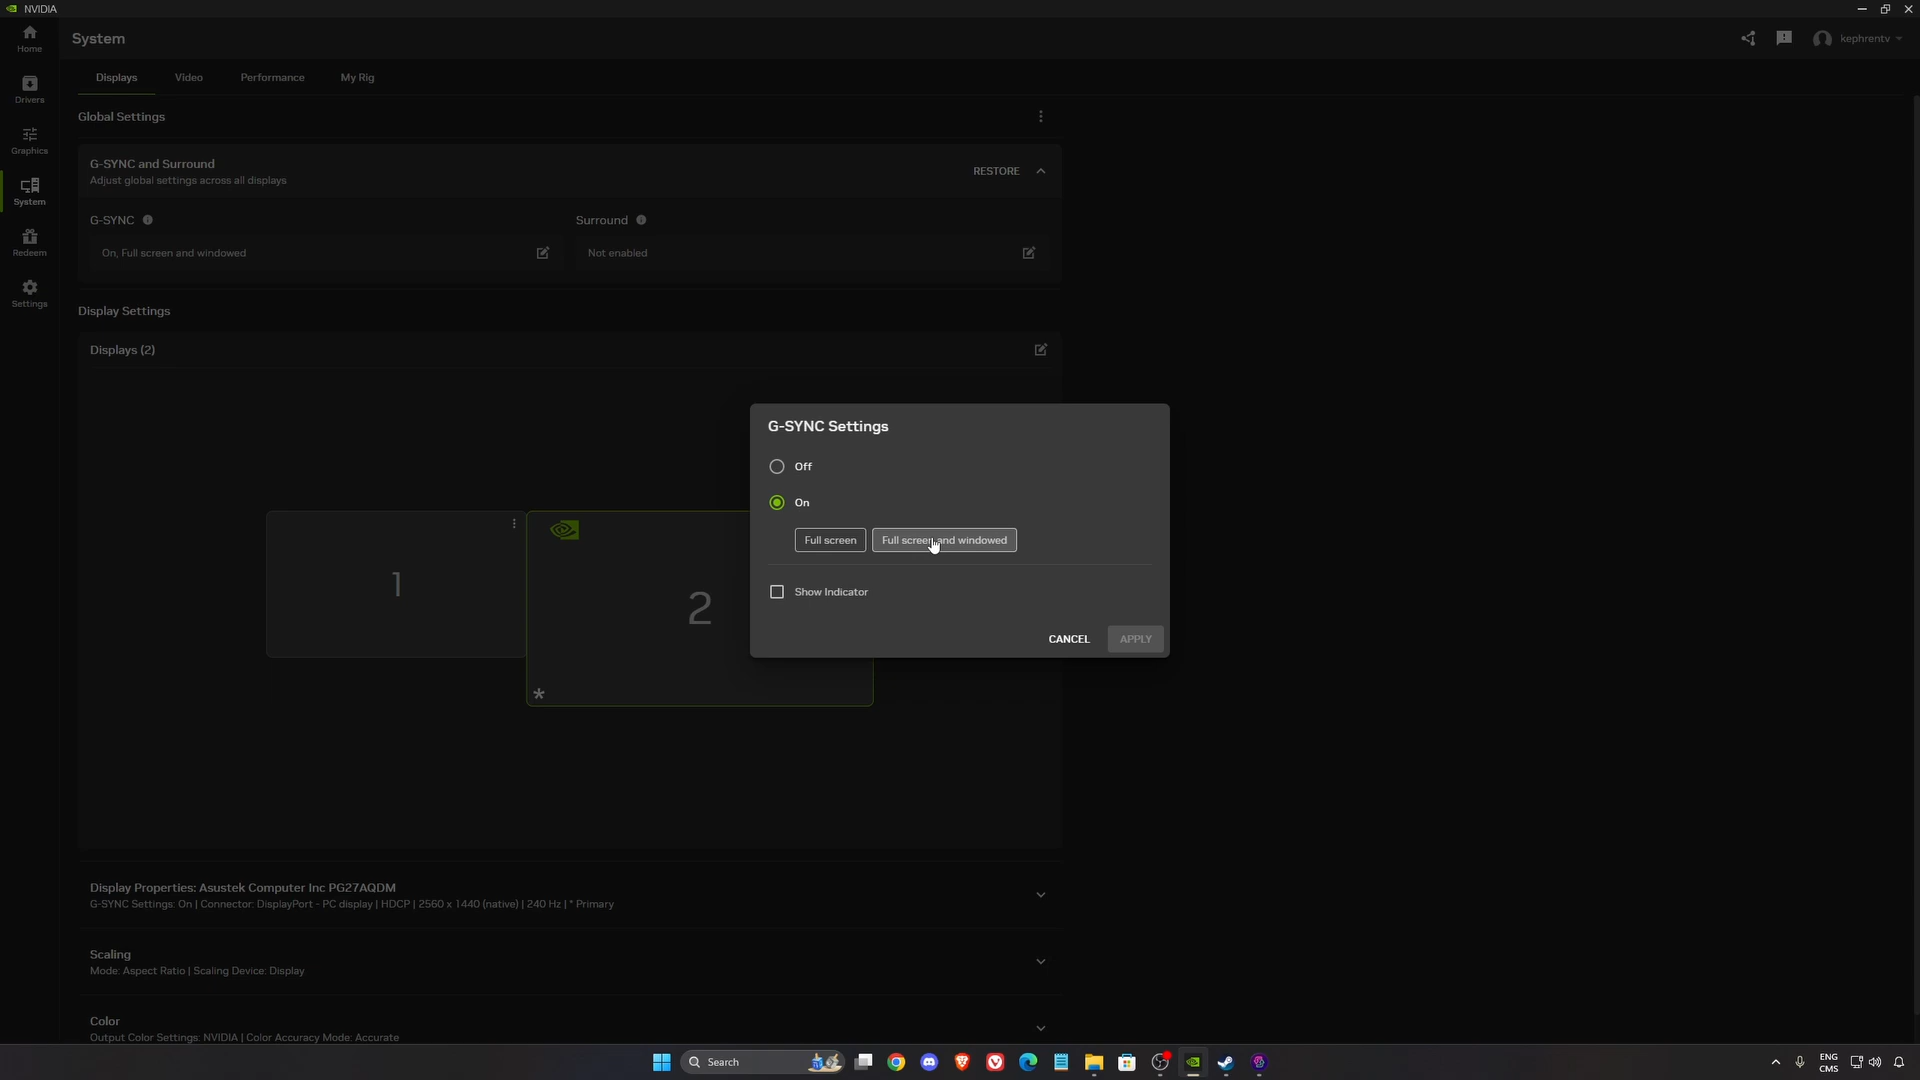 NVIDIA
System
kephrentv
Home
Drivers
Graphics
System
Redeem
Settings
Displays
Video
Performance
My Rig
Global Settings
G-SYNC and Surround
Adjust global settings across all displays
RESTORE
G-SYNC
Surround
On, Full screen and windowed
Not enabled
Display Settings
Displays (2)
1
2
*
G-SYNC Settings
Off
On
Full screen
Full screen and windowed
Show Indicator
CANCEL
APPLY
Display Properties: Asustek Computer Inc PG27AQDM
G-SYNC Settings: On | Connector: DisplayPort - PC display | HDCP | 2560 x 1440 (native) | 240 Hz | * Primary
Scaling
Mode: Aspect Ratio | Scaling Device: Display
Color
Output Color Settings: NVIDIA | Color Accuracy Mode: Accurate
Search
ENG
CMS